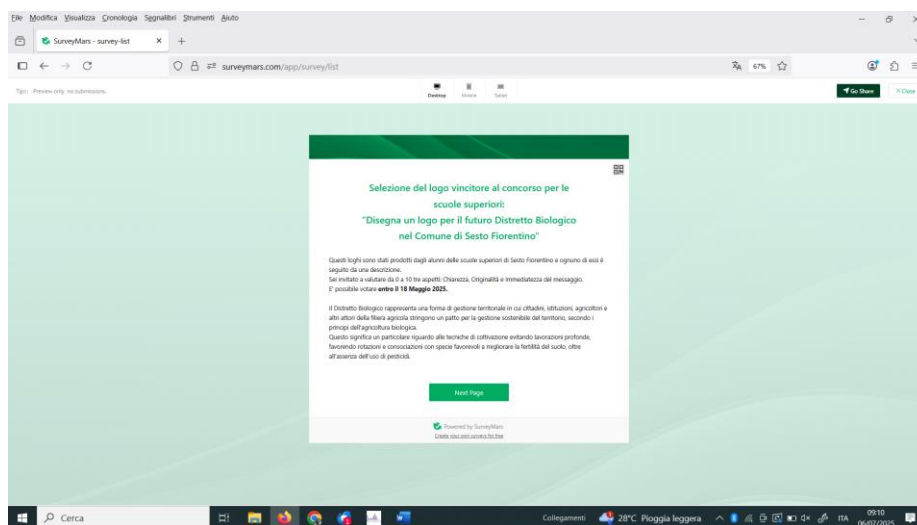 File Modifica Visualizza Cronologia Segnalibri Strumenti Aiuto
SurveyMars - survey-list
surveymars.com/app/survey/list
67%
Tips: Preview only, no submissions.
Desktop Mobile Tablet
Go Share
Close
Selezione del logo vincitore al concorso per le
scuole superiori:
"Disegna un logo per il futuro Distretto Biologico
nel Comune di Sesto Fiorentino"
Questi loghi sono stati prodotti dagli alunni delle scuole superiori di Sesto Fiorentino e ognuno di essi è
seguito da una descrizione.
Sei invitato a valutare da 0 a 10 tre aspetti: Chiarezza, Originalità e Immediatezza del messaggio.
E' possibile votare entro il 18 Maggio 2025.
Il Distretto Biologico rappresenta una forma di gestione territoriale in cui cittadini, istituzioni, agricoltori e
altri attori della filiera agricola stringono un patto per la gestione sostenibile del territorio, secondo i
principi dell'agricoltura biologica.
Questo significa un particolare riguardo alle tecniche di coltivazione evitando lavorazioni profonde,
favorendo rotazioni e consociazioni con specie favorevoli a migliorare la fertilità del suolo, oltre
all'assenza dell'uso di pesticidi.
Next Page
Powered by SurveyMars
Create your own surveys for free
Cerca
Collegamenti
28°C Pioggia leggera
ITA
09:10
06/07/2025